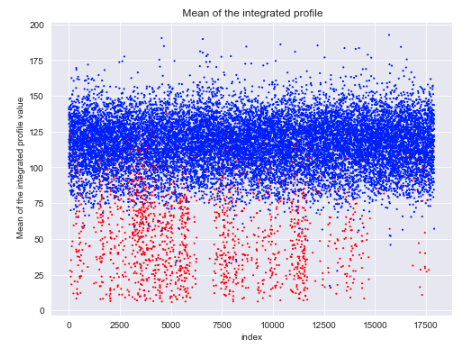 Mean of the integrated profile
Mean of the integrated profile value
200
175
150
125
100
75
50
25
0
0 2500 5000 7500 10000 12500 15000 17500
index